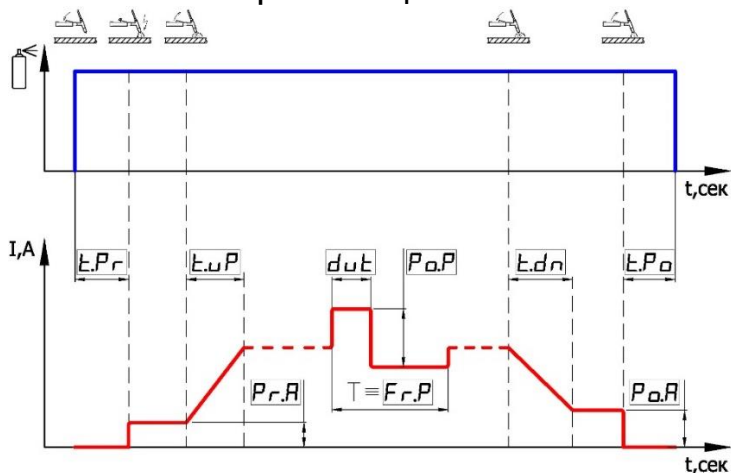 t,сек
I,A
t.Pr
t.uP
dut
Po.P
t.dn
t.Po
Pr.A
T ≡ Fr.P
Po.A
t,сек